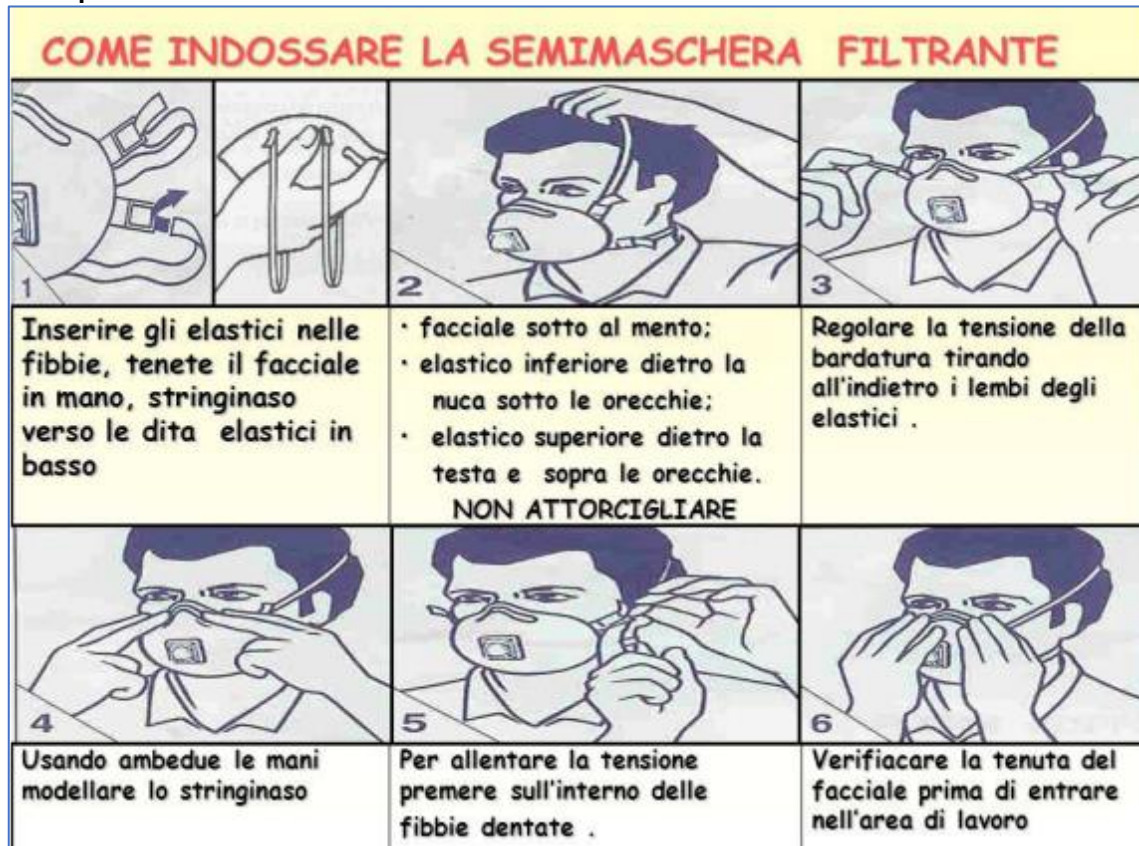 COME INDOSSARE LA SEMIMASCHERA FILTRANTE
1
Inserire gli elastici nelle
fibbie, tenete il facciale
in mano, stringinaso
verso le dita elastici in
basso
2
· facciale sotto al mento;
· elastico inferiore dietro la
nuca sotto le orecchie;
· elastico superiore dietro la
testa e sopra le orecchie.
NON ATTORCIGLIARE
3
Regolare la tensione della
bardatura tirando
all'indietro i lembi degli
elastici .
4
Usando ambedue le mani
modellare lo stringinaso
5
Per allentare la tensione
premere sull'interno delle
fibbie dentate .
6
Verifiacare la tenuta del
facciale prima di entrare
nell'area di lavoro